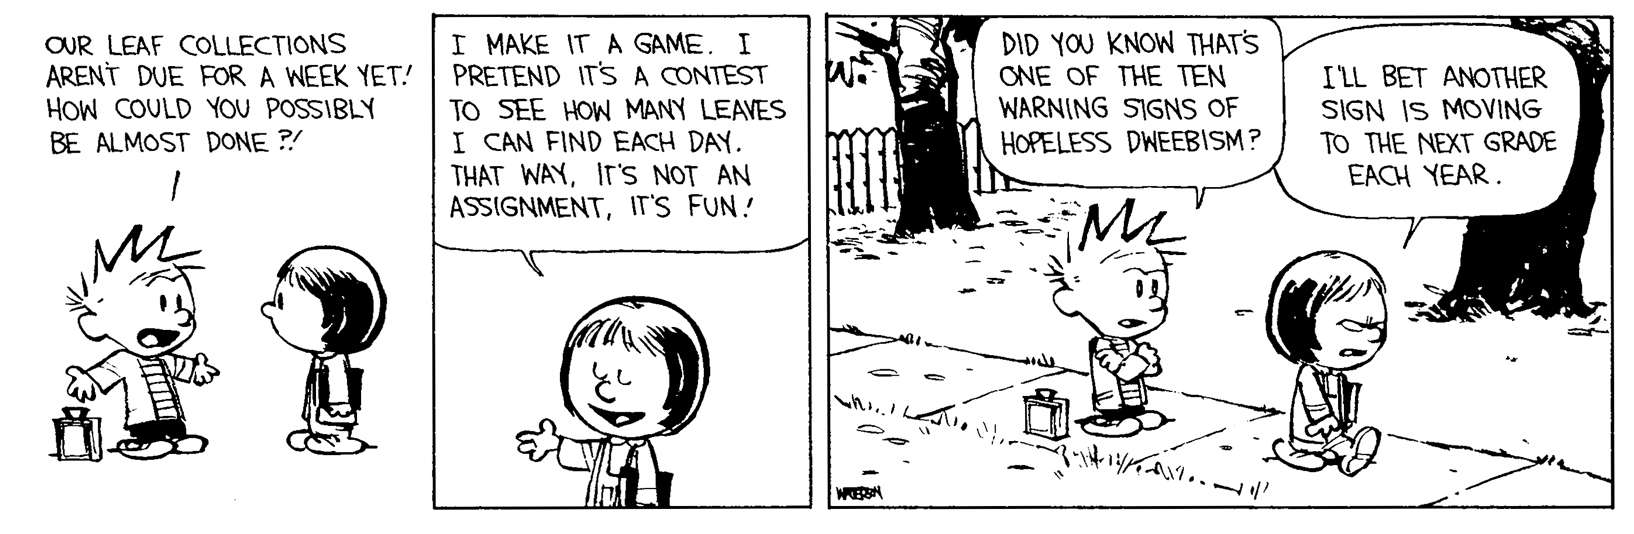 OUR LEAF COLLECTIONS
AREN'T DUE FOR A WEEK YET!
HOW COULD YOU POSSIBLY
BE ALMOST DONE?!
I MAKE IT A GAME. I
PRETEND IT'S A CONTEST
TO SEE HOW MANY LEAVES
I CAN FIND EACH DAY.
THAT WAY, IT'S NOT AN
ASSIGNMENT, IT'S FUN!
DID YOU KNOW THAT'S
ONE OF THE TEN
WARNING SIGNS OF
HOPELESS DWEEBISM?
I'LL BET ANOTHER
SIGN IS MOVING
TO THE NEXT GRADE
EACH YEAR.
WATTERSON